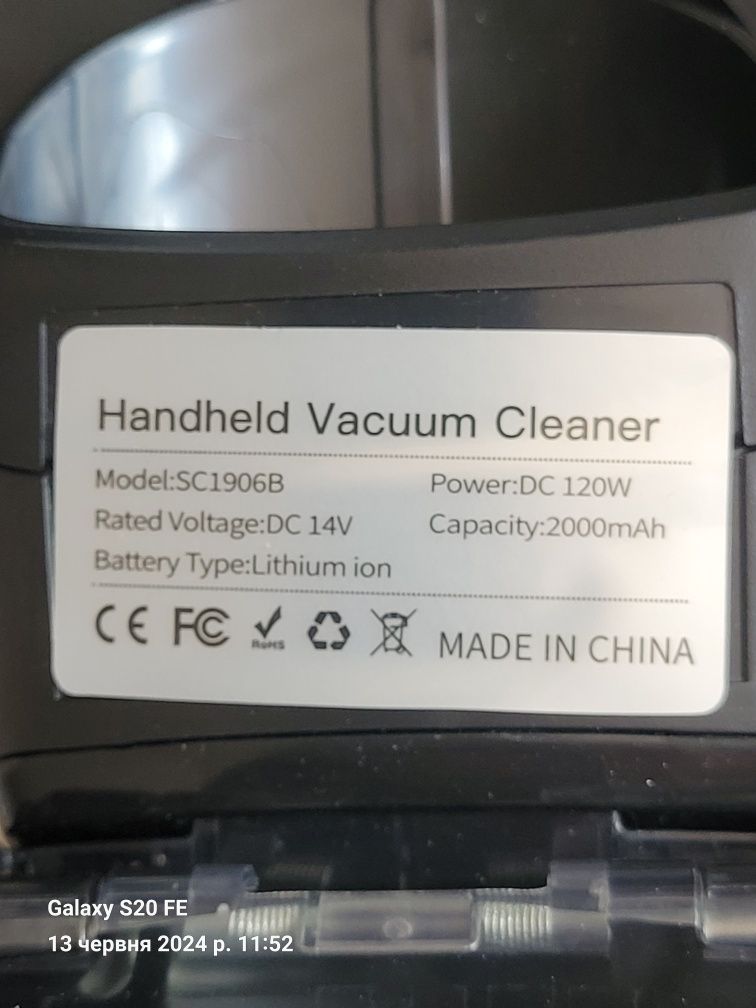 Handheld Vacuum Cleaner
Model:SC1906B Power:DC 120W
Rated Voltage:DC 14V Capacity:2000mAh
Battery Type:Lithium ion
CE FC RoHS MADE IN CHINA
Galaxy S20 FE
13 червня 2024 р. 11:52